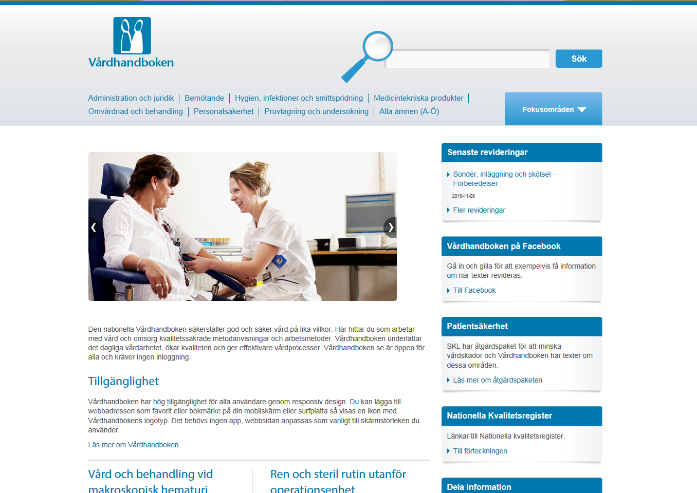 Vårdhandboken
Sök
Administration och juridik
Bemötande
Hygien, infektioner och smittspridning
Medicintekniska produkter
Omvårdnad och behandling
Personalsäkerhet
Provtagning och undersökning
Alla ämnen (A-Ö)
Fokusområden
Den nationella Vårdhandboken säkerställer god och säker vård på lika villkor. Här hittar du som arbetar
med vård och omsorg kvalitetssäkrade metodanvisningar och arbetsmetoder. Vårdhandboken underlättar
det dagliga vårdarbetet, ökar kvaliteten och ger effektivare vårdprocesser. Vårdhandboken.se är öppen för
alla och kräver ingen inloggning.
Tillgänglighet
Vårdhandboken har hög tillgänglighet för alla användare genom responsiv design. Du kan lägga till
webbadressen som favorit eller bokmärke på din mobilskärm eller surfplatta så visas en ikon med
Vårdhandbokens logotyp. Det behövs ingen app, webbsidan anpassas som vanligt till skärmstorleken du
använder.
Läs mer om Vårdhandboken
Vård och behandling vid
makroskopisk hematuri
Ren och steril rutin utanför
operationsenhet
Senaste revideringar
Sonder, inläggning och skötsel -
Förberedelser
2016-11-09
Fler revideringar
Vårdhandboken på Facebook
Gå in och gilla för att exempelvis få information
om när texter revideras.
Till Facebook
Patientsäkerhet
SKL har åtgärdspaket för att minska
vårdskador och Vårdhandboken har texter om
dessa områden.
Läs mer om åtgärdspaketen
Nationella Kvalitetsregister
Länkar till Nationella kvalitetsregister.
Till förteckningen
Dela information